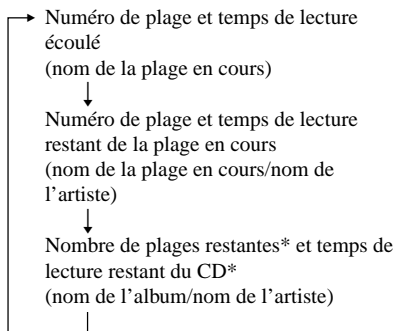 Numéro de plage et temps de lecture
écoulé
(nom de la plage en cours)
Numéro de plage et temps de lecture
restant de la plage en cours
(nom de la plage en cours/nom de
l'artiste)
Nombre de plages restantes* et temps de
lecture restant du CD*
(nom de l'album/nom de l'artiste)